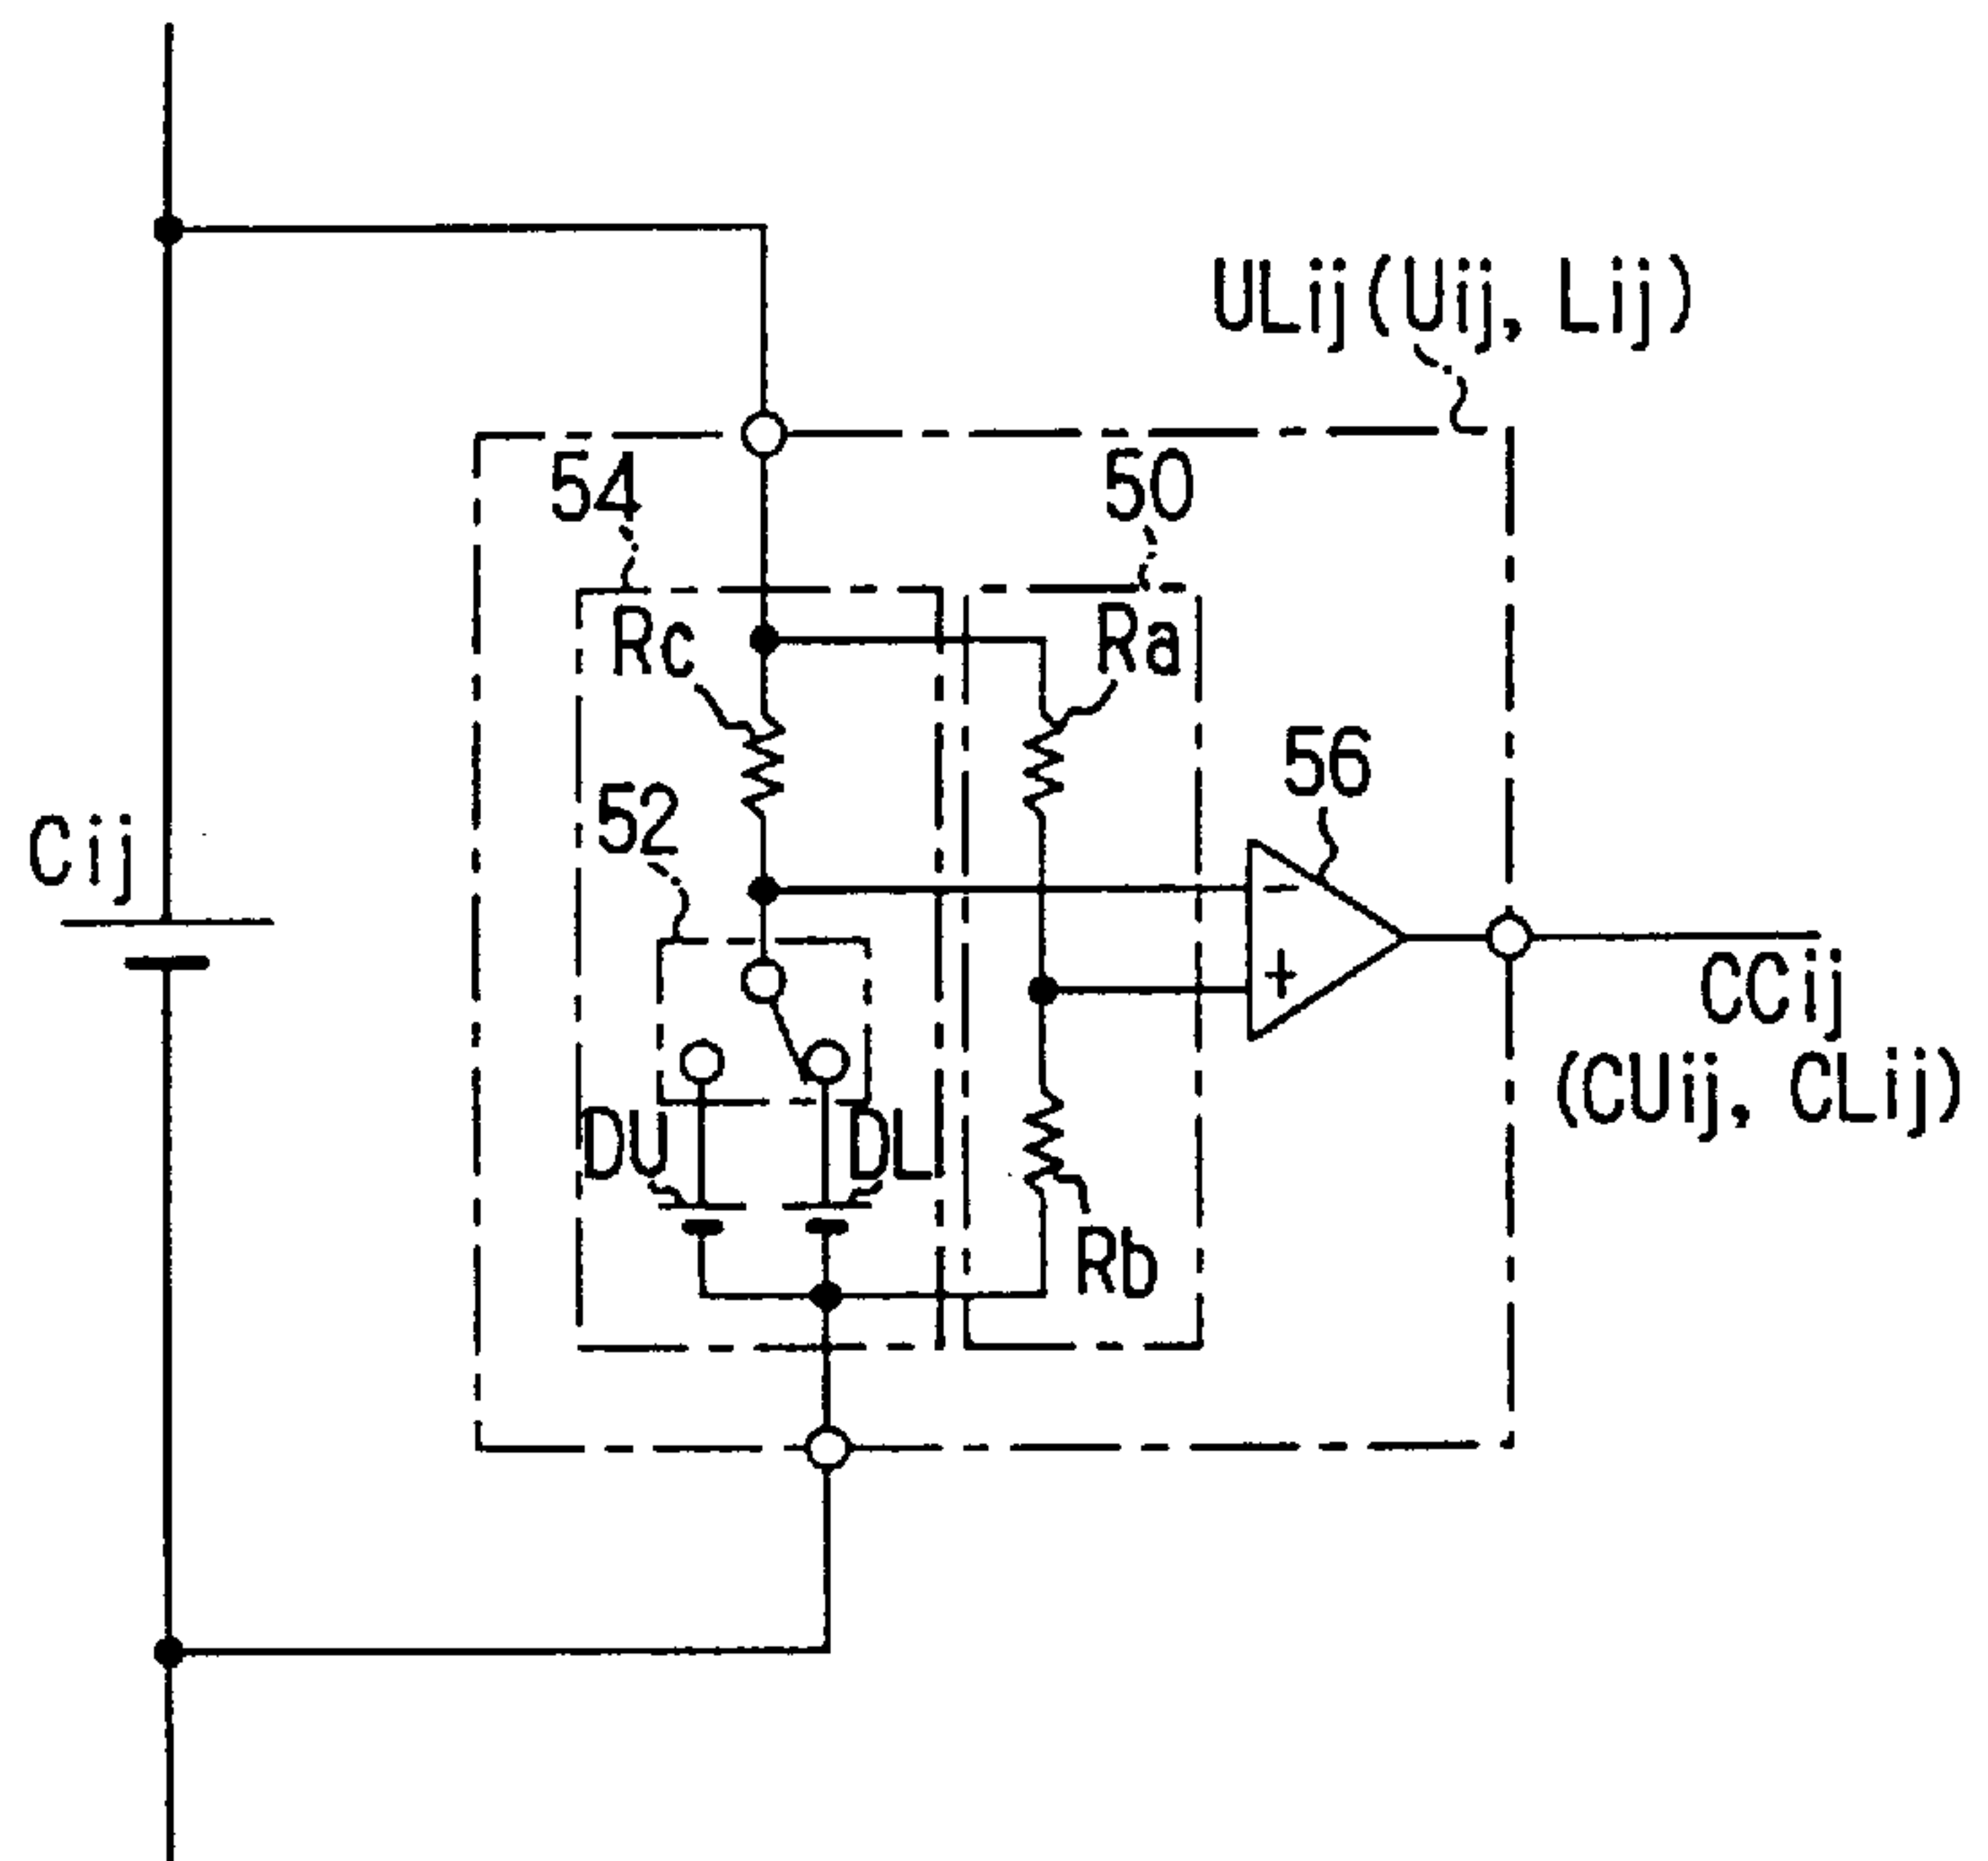 ULij(Uij, Lij)
54
50
Rc
Ra
56
52
Cij
−
+
CCij
(CUij, CLij)
DU
DL
Rb